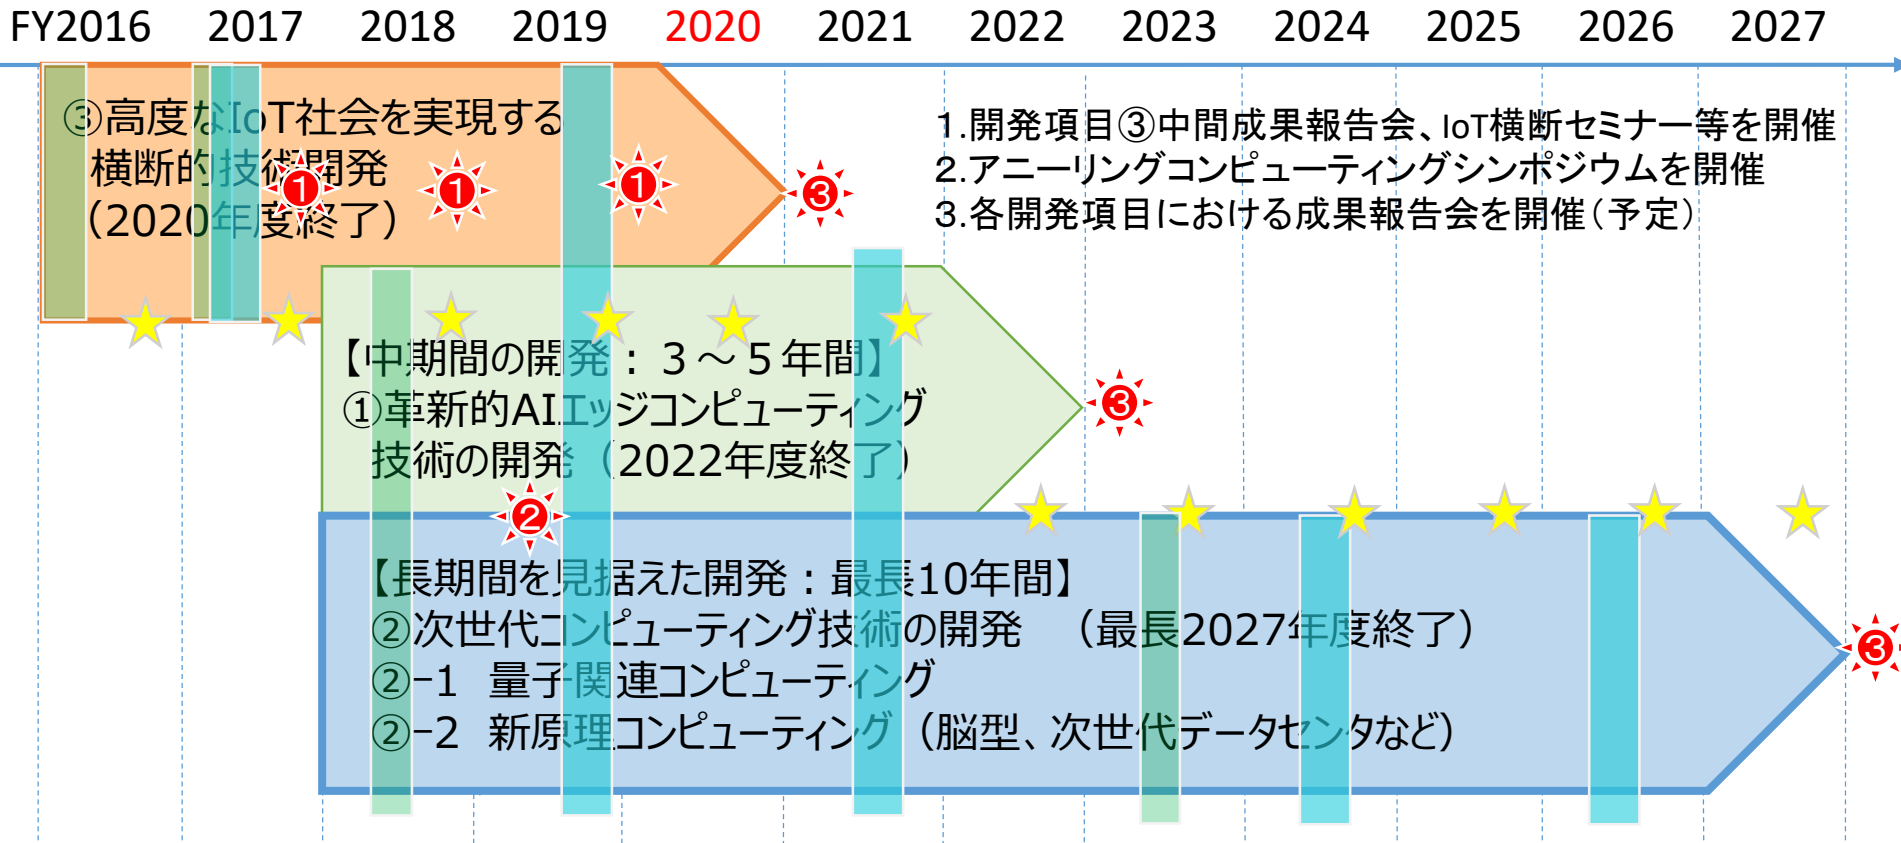 FY2016 2017 2018 2019 2020 2021 2022 2023 2024 2025 2026 2027
③高度なIoT社会を実現する
横断的技術開発
（2020年度終了）
1 1 1 3
1.開発項目③中間成果報告会、IoT横断セミナー等を開催
2.アニーリングコンピューティングシンポジウムを開催
3.各開発項目における成果報告会を開催（予定）
【中期間の開発：３～５年間】
①革新的AIエッジコンピューティング
技術の開発（2022年度終了）
3
2
【長期間を見据えた開発：最長10年間】
②次世代コンピューティング技術の開発　（最長2027年度終了）
②−1　量子関連コンピューティング
②−2　新原理コンピューティング（脳型、次世代データセンタなど）
3